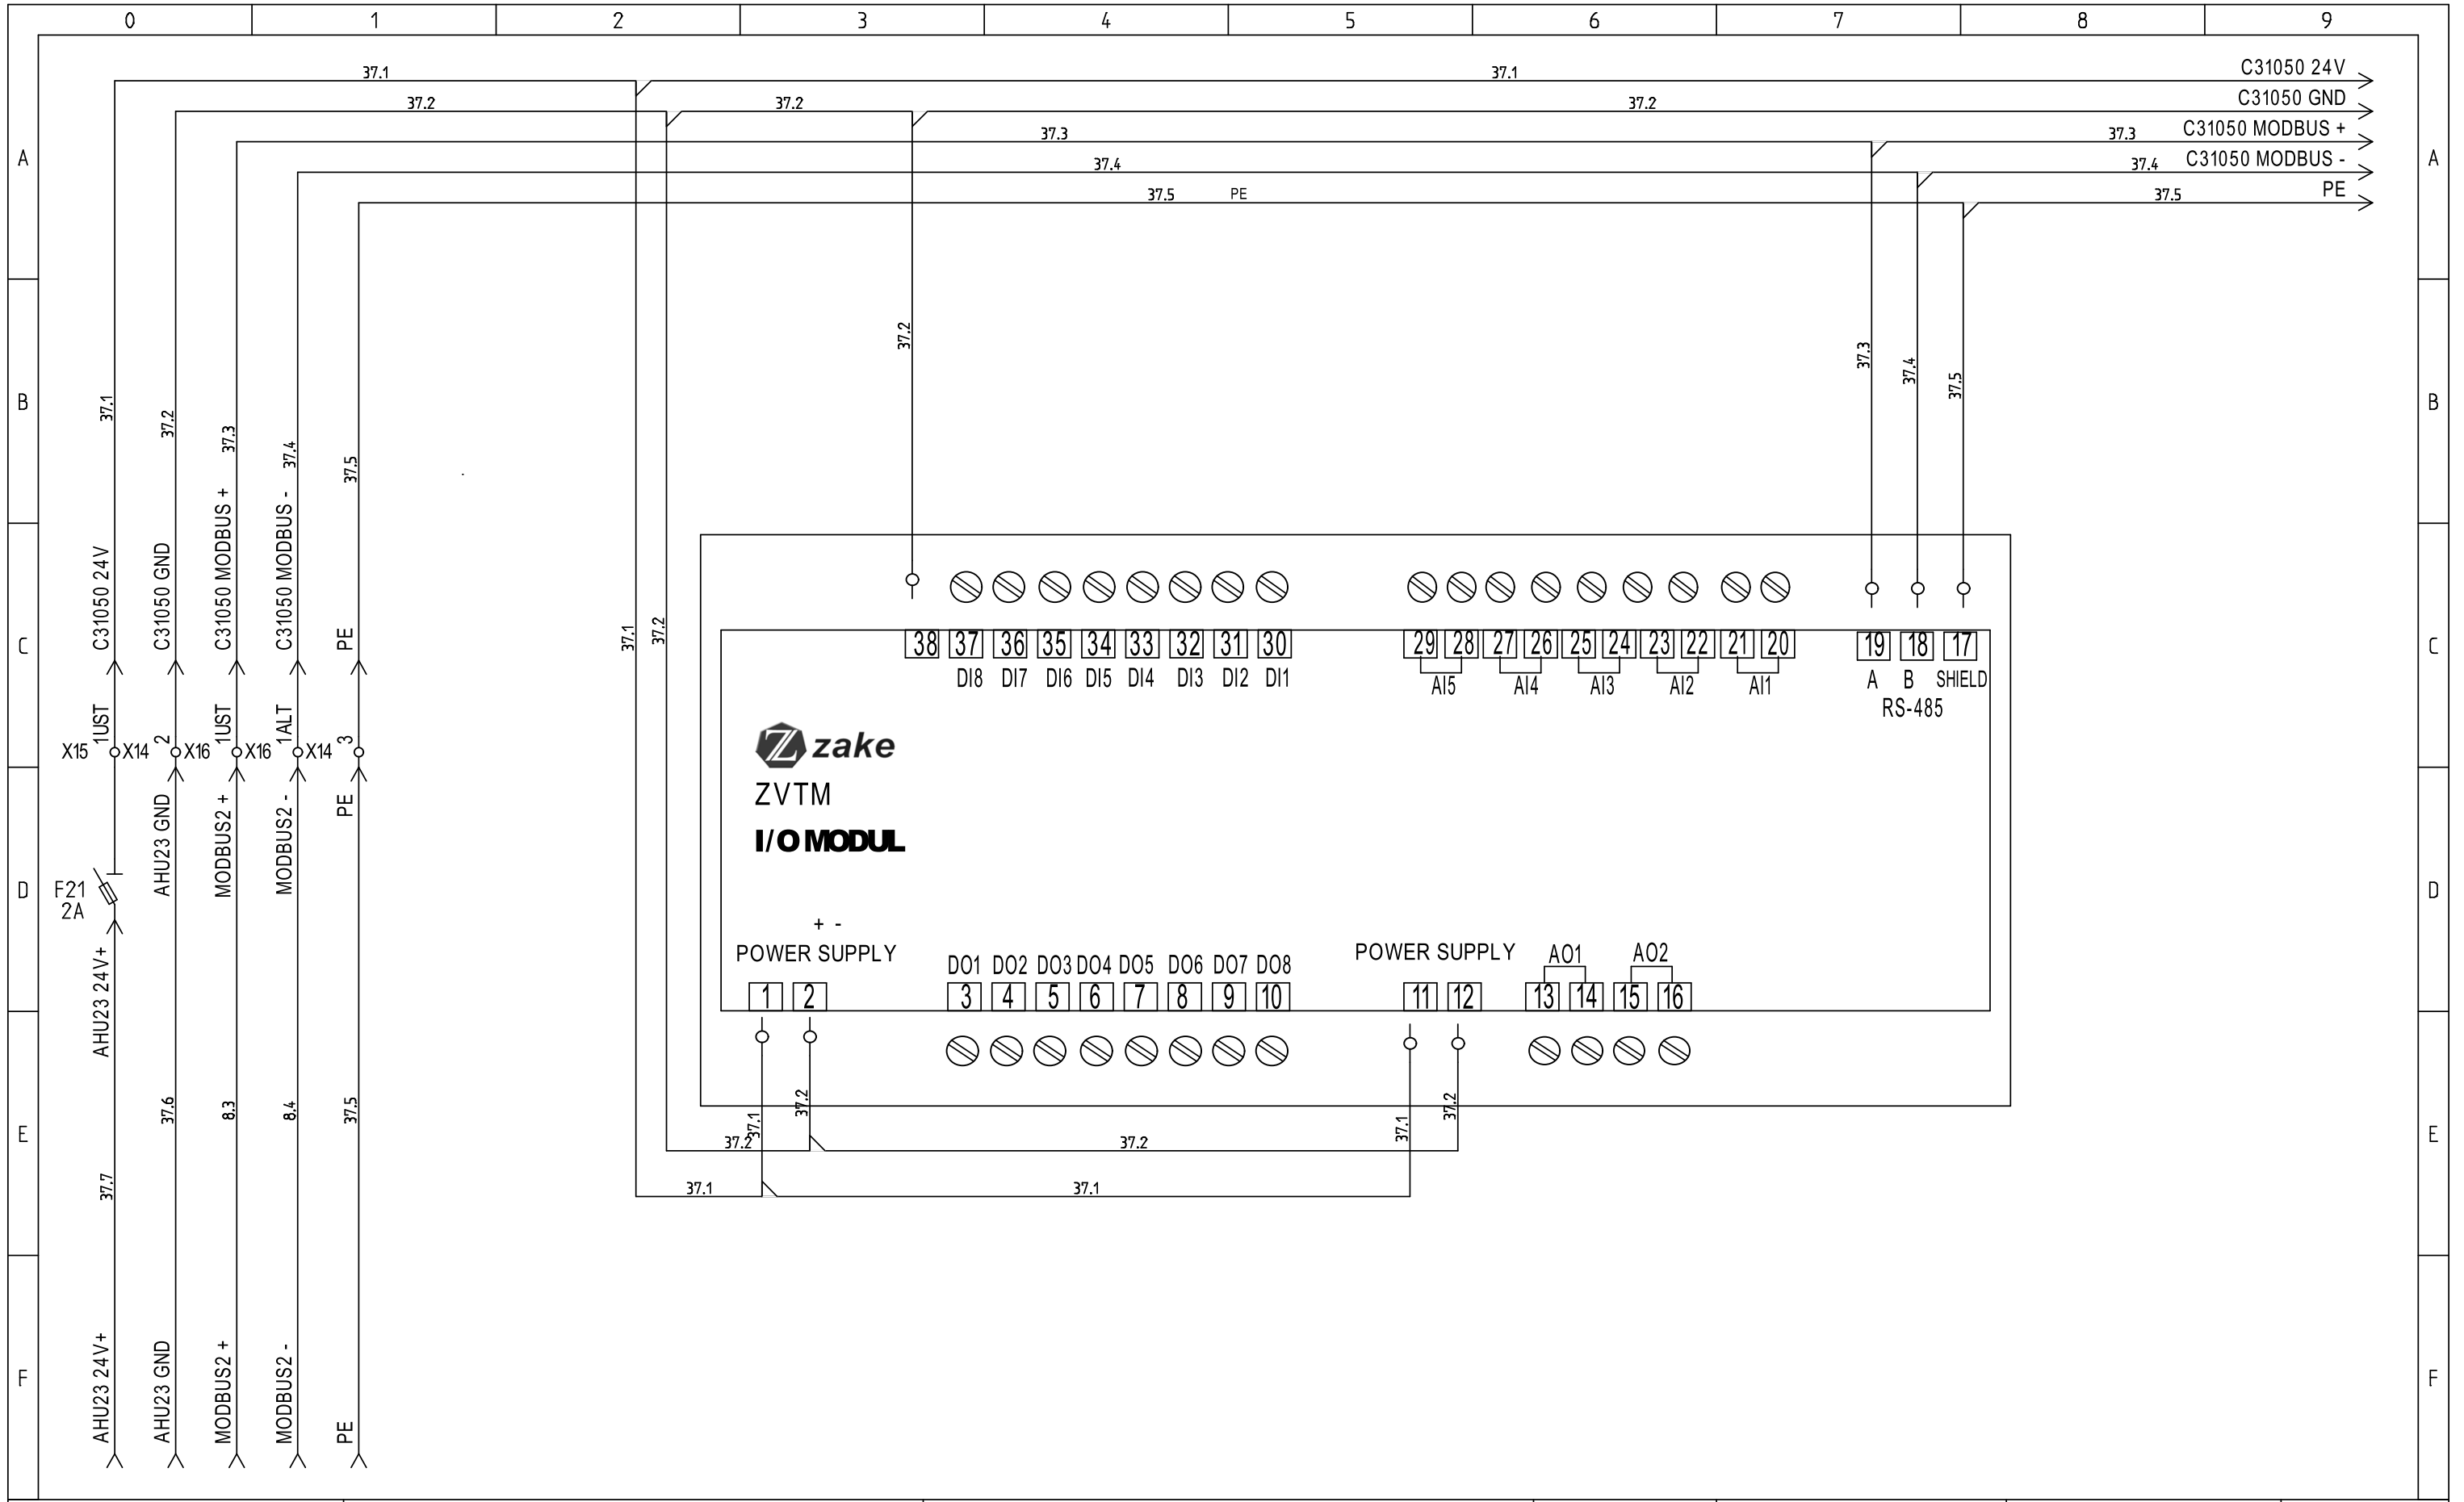 0 1 2 3 4 5 6 7 8 9
37.1 37.1 C31050 24V
37.2 37.2 37.2 C31050 GND
37.3 37.3 C31050 MODBUS +
37.4 37.4 C31050 MODBUS -
37.5 PE 37.5 PE
A A
37.2 37.3 37.4 37.5
B B
37.1 37.2 37.3 37.4 37.5
C31050 24V
C31050 GND
C31050 MODBUS +
C31050 MODBUS -
PE
37.1 37.2
C C
38 37 36 35 34 33 32 31 30 29 28 27 26 25 24 23 22 21 20 19 18 17
DI8 DI7 DI6 DI5 DI4 DI3 DI2 DI1 AI5 AI4 AI3 AI2 AI1 A B SHIELD
RS-485
X15 1UST X14 2 X16 1UST X16 1ALT X14 3
zake
ZVTM
I/O MODUL
AHU23 GND
MODBUS2 +
MODBUS2 -
PE
D D
F21
2A
+ -
POWER SUPPLY DO1 DO2 DO3 DO4 DO5 DO6 DO7 DO8 POWER SUPPLY AO1 AO2
1 2 3 4 5 6 7 8 9 10 11 12 13 14 15 16
AHU23 24V+
37.6 8.3 8.4 37.5
37.1 37.2 37.1 37.2
E E
37.2 37.2
37.7
37.1 37.1
F F
AHU23 24V+
AHU23 GND
MODBUS2 +
MODBUS2 -
PE